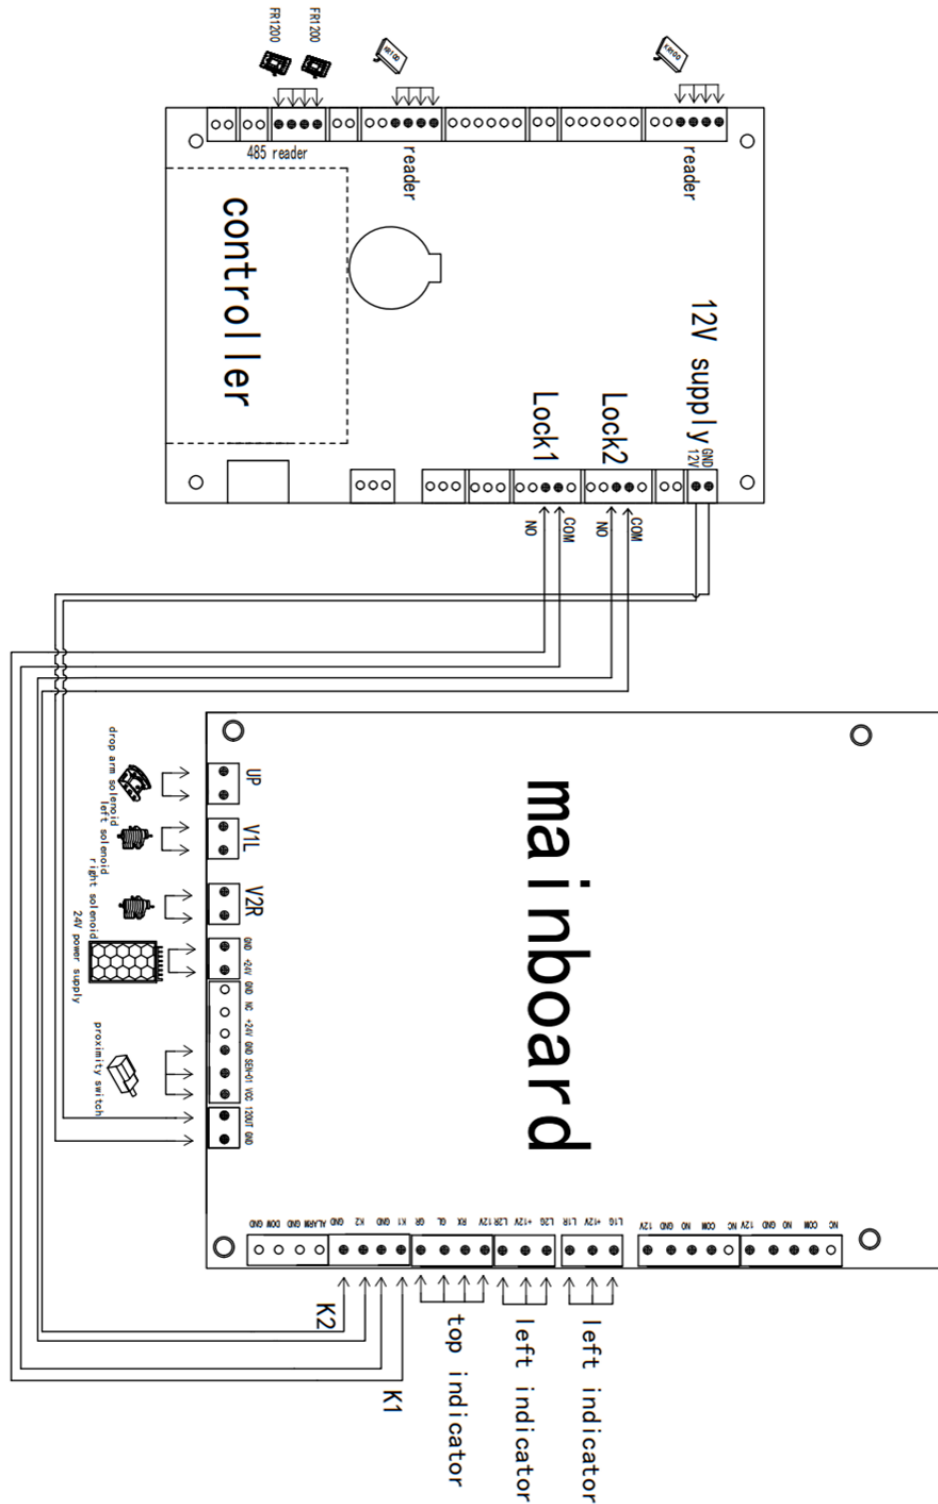 FR1200
FR1200
KR100
KR100
485 reader
reader
reader
controller
12V supply
Lock1
Lock2
12V
GND
NO
COM
NO
COM
mainboard
drop arm solenoid
left solenoid
right solenoid
24V power supply
proximity switch
UP
V1L
V2R
GND
+24V
GND
NC
+24V
GND
SEN-01
VCC
12OUT
GND
GND
DOW
GND
ALARM
GND
K2
GND
K1
GR
GL
RX
12V
L2R
+12V
L2G
L1R
+12V
L1G
12V
GND
NO
COM
NC
12V
GND
NO
COM
NC
K2
K1
top indicator
left indicator
left indicator